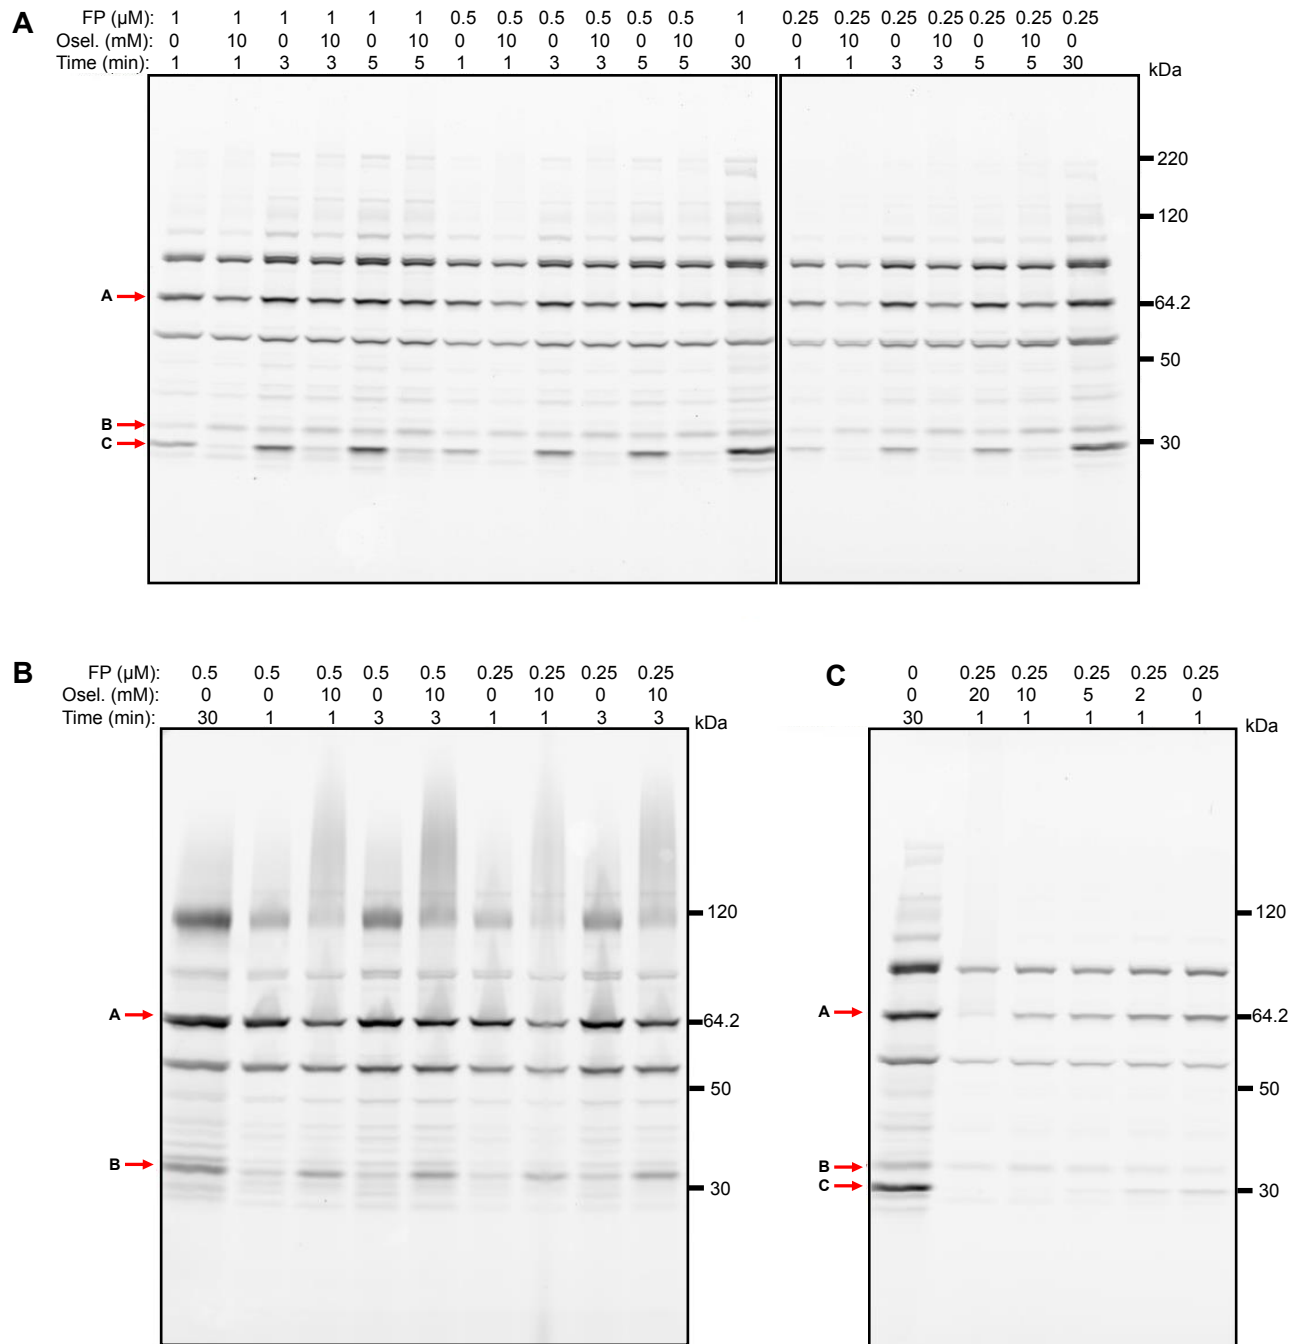 A
FP (µM): 1 1 1 1 1 1 0.5 0.5 0.5 0.5 0.5 0.5 1 0.25 0.25 0.25 0.25 0.25 0.25 0.25
Osel. (mM): 0 10 0 10 0 10 0 10 0 10 0 10 0 0 10 0 10 0 10 0
Time (min): 1 1 3 3 5 5 1 1 3 3 5 5 30 1 1 3 3 5 5 30
kDa
220
120
A 64.2
50
B
C 30
B
FP (µM): 0.5 0.5 0.5 0.5 0.5 0.25 0.25 0.25 0.25
Osel. (mM): 0 0 10 0 10 0 10 0 10
Time (min): 30 1 1 3 3 1 1 3 3
kDa
120
A 64.2
50
B
30
C
0 0.25 0.25 0.25 0.25 0.25
0 20 10 5 2 0
30 1 1 1 1 1
kDa
120
A 64.2
50
B
C 30